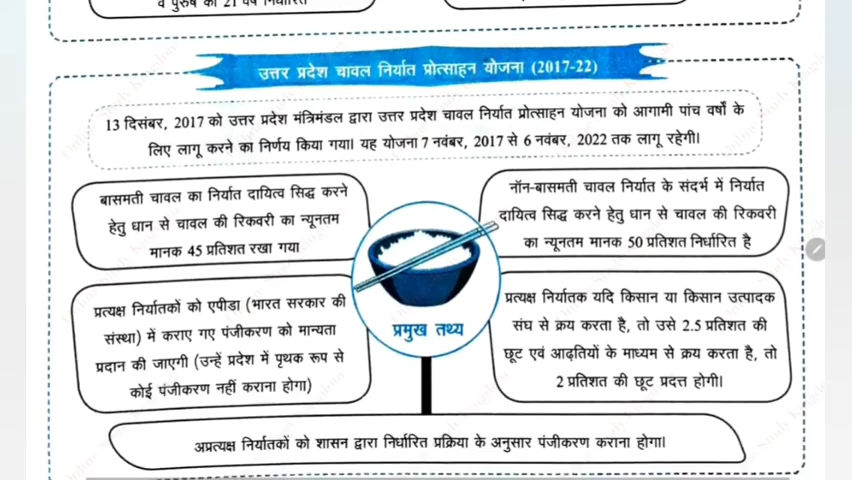 व पुरुष की 21 वर्ष निर्धारित
उत्तर प्रदेश चावल निर्यात प्रोत्साहन योजना (2017-22)
13 दिसंबर, 2017 को उत्तर प्रदेश मंत्रिमंडल द्वारा उत्तर प्रदेश चावल निर्यात प्रोत्साहन योजना को आगामी पांच वर्षों के
लिए लागू करने का निर्णय किया गया। यह योजना 7 नवंबर, 2017 से 6 नवंबर, 2022 तक लागू रहेगी।
बासमती चावल का निर्यात दायित्व सिद्ध करने
हेतु धान से चावल की रिकवरी का न्यूनतम
मानक 45 प्रतिशत रखा गया
नॉन-बासमती चावल निर्यात के संदर्भ में निर्यात
दायित्व सिद्ध करने हेतु धान से चावल की रिकवरी
का न्यूनतम मानक 50 प्रतिशत निर्धारित है
प्रत्यक्ष निर्यातकों को एपीडा (भारत सरकार की
संस्था) में कराए गए पंजीकरण को मान्यता
प्रदान की जाएगी (उन्हें प्रदेश में पृथक रूप से
कोई पंजीकरण नहीं कराना होगा)
प्रमुख तथ्य
प्रत्यक्ष निर्यातक यदि किसान या किसान उत्पादक
संघ से क्रय करता है, तो उसे 2.5 प्रतिशत की
छूट एवं आढ़तियों के माध्यम से क्रय करता है, तो
2 प्रतिशत की छूट प्रदत्त होगी।
अप्रत्यक्ष निर्यातकों को शासन द्वारा निर्धारित प्रक्रिया के अनुसार पंजीकरण कराना होगा।